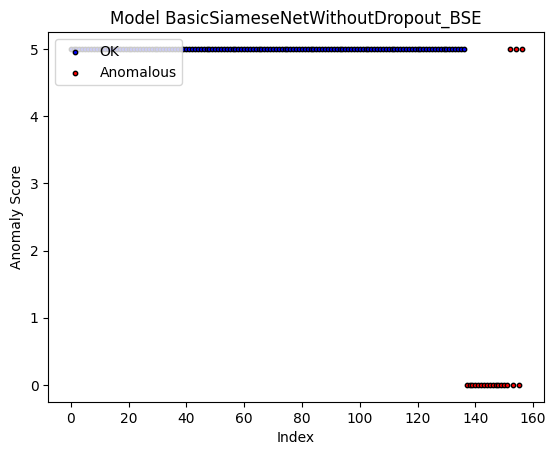 Model BasicSiameseNetWithoutDropout_BSE
OK
Anomalous
Anomaly Score
5
4
3
2
1
0
0 20 40 60 80 100 120 140 160
Index